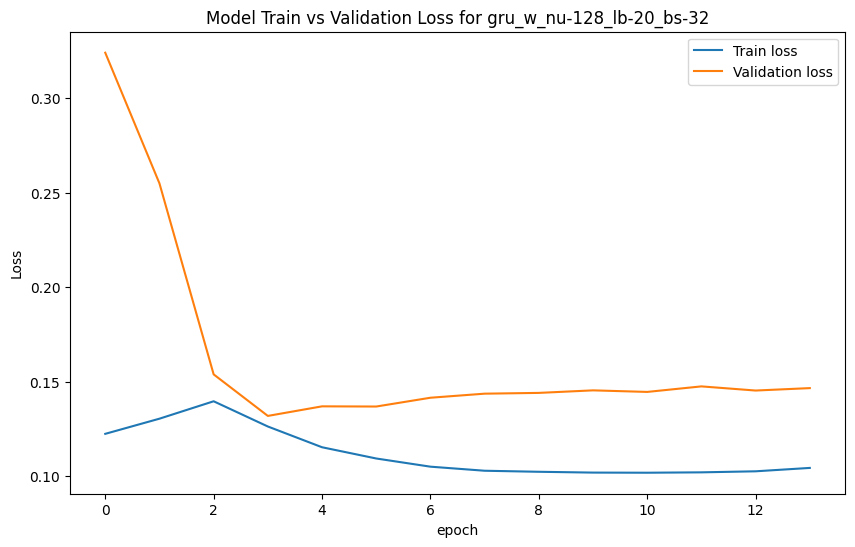 Model Train vs Validation Loss for gru_w_nu-128_lb-20_bs-32
Train loss
Validation loss
0.30
0.25
0.20
0.15
0.10
Loss
0 2 4 6 8 10 12
epoch